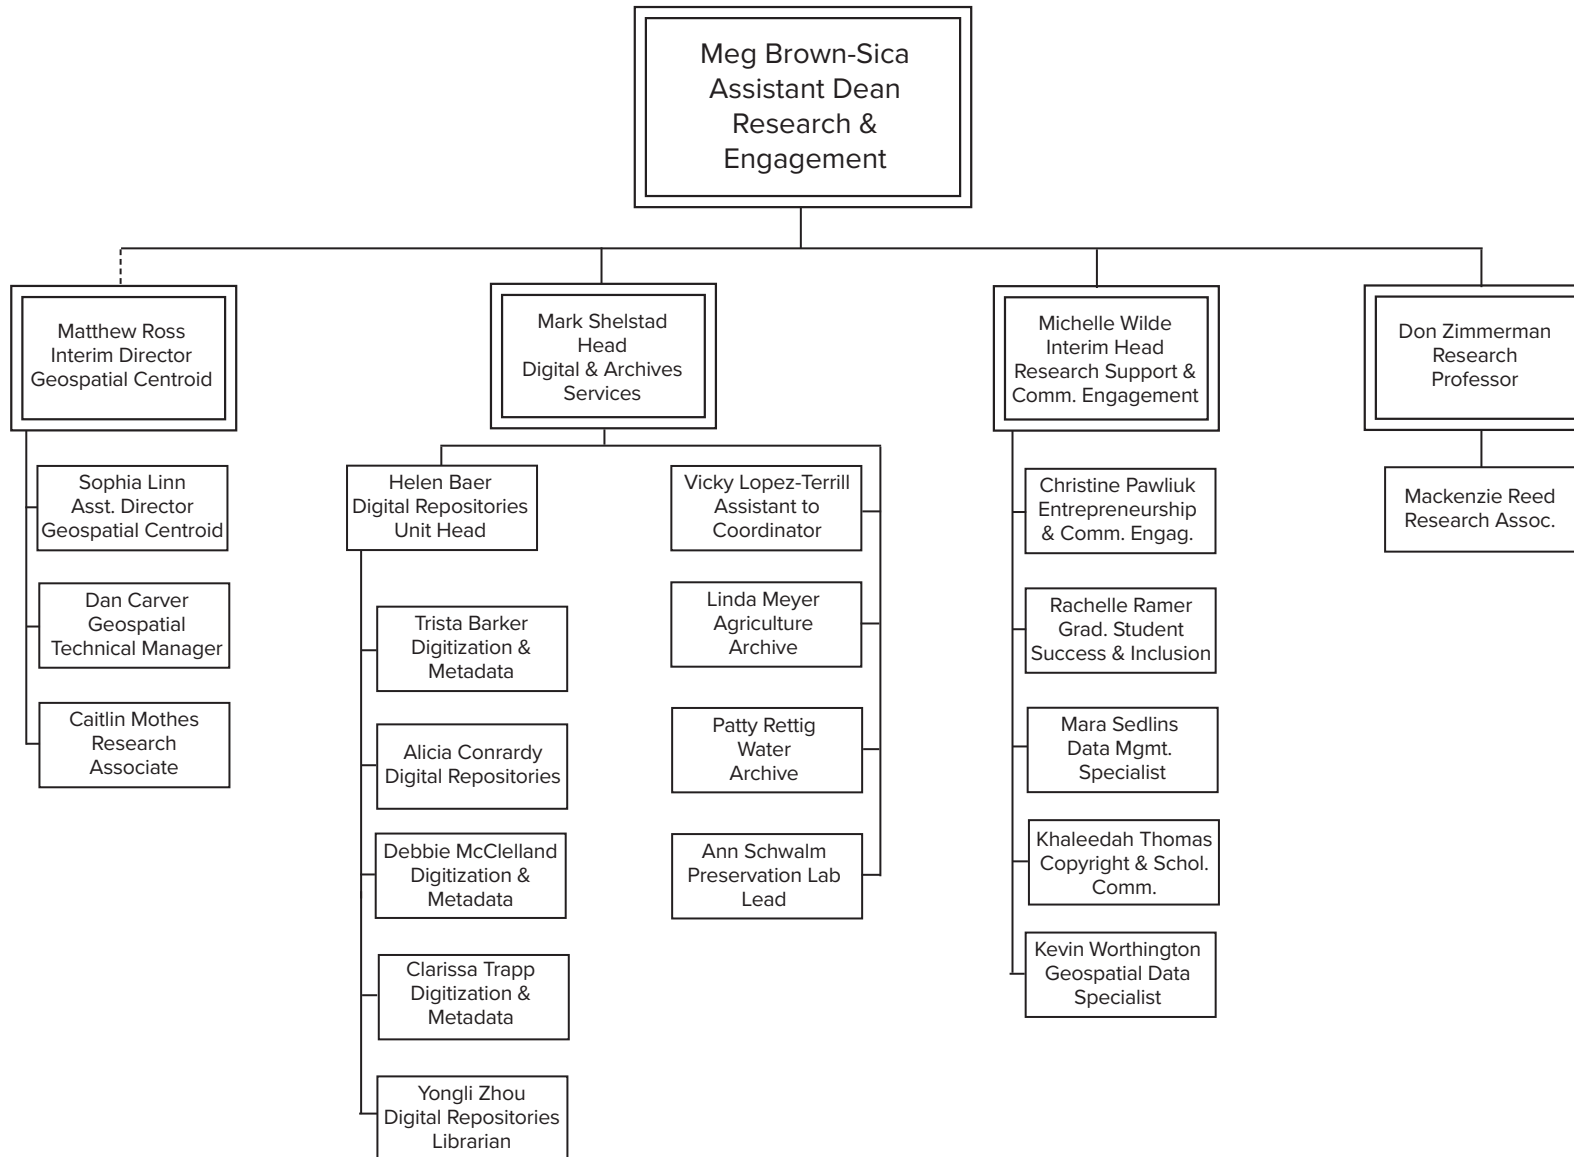 Meg Brown-Sica
Assistant Dean
Research &
Engagement
Matthew Ross
Interim Director
Geospatial Centroid
Sophia Linn
Asst. Director
Geospatial Centroid
Dan Carver
Geospatial
Technical Manager
Caitlin Mothes
Research
Associate
Mark Shelstad
Head
Digital & Archives
Services
Helen Baer
Digital Repositories
Unit Head
Trista Barker
Digitization &
Metadata
Alicia Conrardy
Digital Repositories
Debbie McClelland
Digitization &
Metadata
Clarissa Trapp
Digitization &
Metadata
Yongli Zhou
Digital Repositories
Librarian
Vicky Lopez-Terrill
Assistant to
Coordinator
Linda Meyer
Agriculture
Archive
Patty Rettig
Water
Archive
Ann Schwalm
Preservation Lab
Lead
Michelle Wilde
Interim Head
Research Support &
Comm. Engagement
Christine Pawliuk
Entrepreneurship
& Comm. Engag.
Rachelle Ramer
Grad. Student
Success & Inclusion
Mara Sedlins
Data Mgmt.
Specialist
Khaleedah Thomas
Copyright & Schol.
Comm.
Kevin Worthington
Geospatial Data
Specialist
Don Zimmerman
Research
Professor
Mackenzie Reed
Research Assoc.